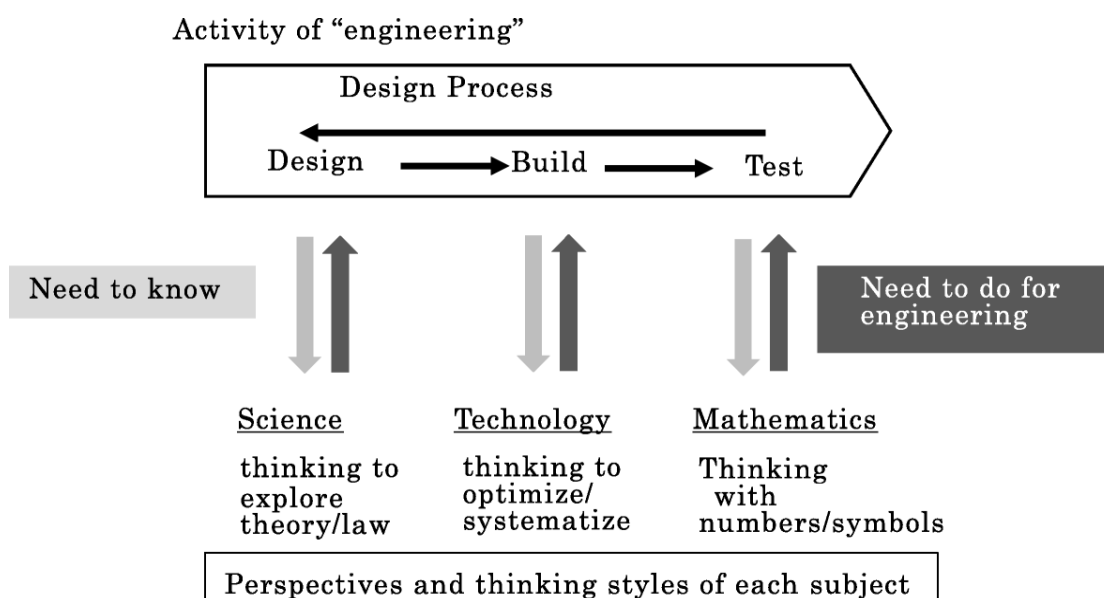 Activity of “engineering”
Design Process
Design Build Test
Need to know
Need to do for
engineering
Science
thinking to
explore
theory/law
Technology
thinking to
optimize/
systematize
Mathematics
Thinking
with
numbers/symbols
Perspectives and thinking styles of each subject